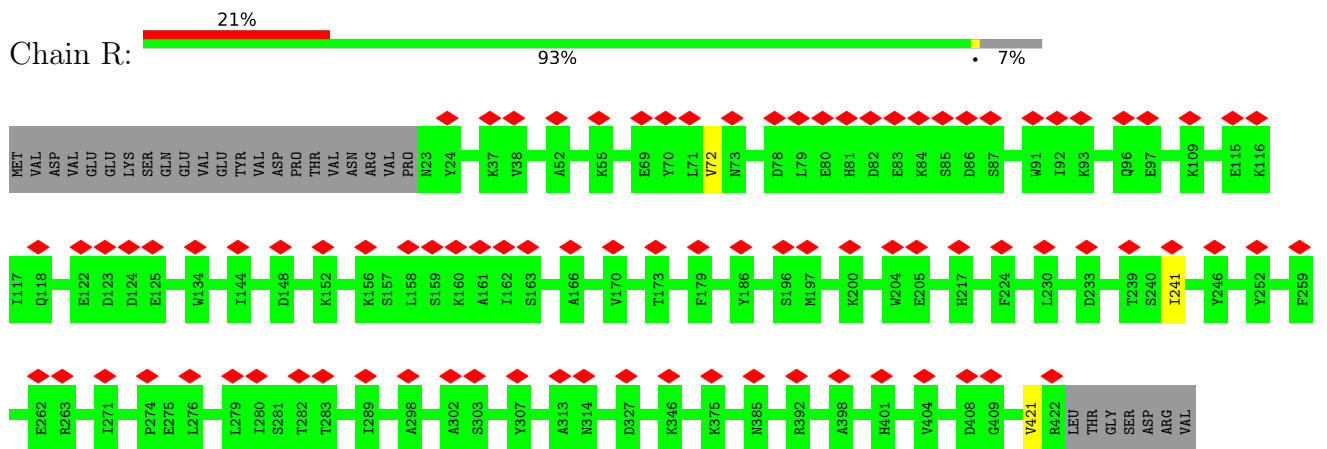 21%
Chain R:
93% • 7%
MET VAL ASP VAL GLU GLU LYS SER GLN GLU VAL GLU TYR VAL ASP PRO THR VAL ASN ARG VAL PRO N23 Y24 K37 V38 A52 K55 E69 Y70 L71 V72 N73 D78 L79 E80 H81 D82 E83 K84 S85 D86 S87 W91 I92 K93 Q96 E97 K109 E115 K116
I117 Q118 E122 D123 D124 E125 W134 I144 D148 K152 K156 S157 L158 S159 K160 A161 I162 S163 A166 V170 T173 F179 Y186 S196 M197 K200 W204 E205 H217 F224 L230 D233 T239 S240 I241 Y246 Y252 F259
E262 R263 I271 P274 E275 L276 L279 I280 S281 T282 T283 I289 A298 A302 S303 Y307 A313 N314 D327 K346 K375 N385 R392 A398 H401 V404 D408 G409 V421 R422 LEU THR GLY SER ASP ARG VAL